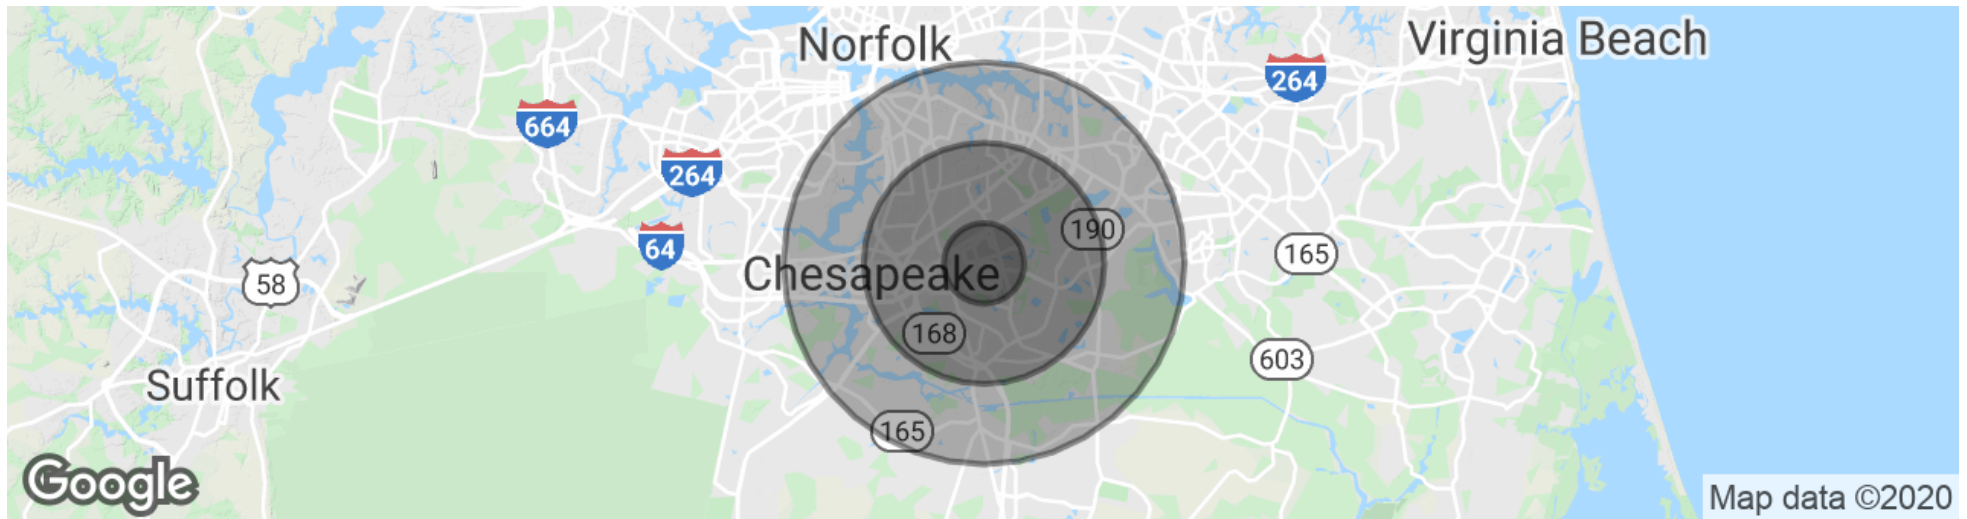 Norfolk
Virginia Beach
264
664
264
190
64
165
Chesapeake
58
168
603
Suffolk
165
Google
Map data ©2020